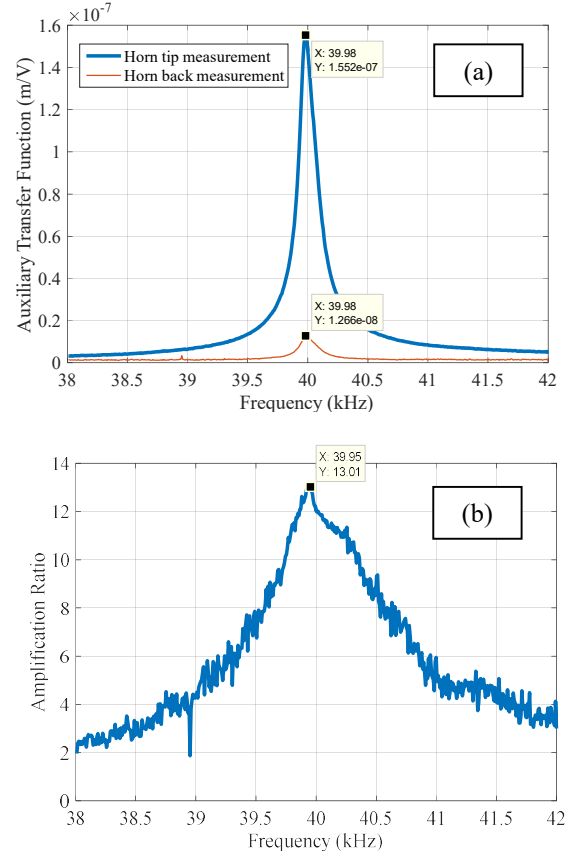 ×10⁻⁷
1.6
1.4
1.2
1
0.8
0.6
0.4
0.2
0
Auxiliary Transfer Function (m/V)
Horn tip measurement
Horn back measurement
X: 39.98
Y: 1.552e-07
(a)
X: 39.98
Y: 1.266e-08
38 38.5 39 39.5 40 40.5 41 41.5 42
Frequency (kHz)
14
12
10
8
6
4
2
0
Amplification Ratio
X: 39.95
Y: 13.01
(b)
38 38.5 39 39.5 40 40.5 41 41.5 42
Frequency (kHz)